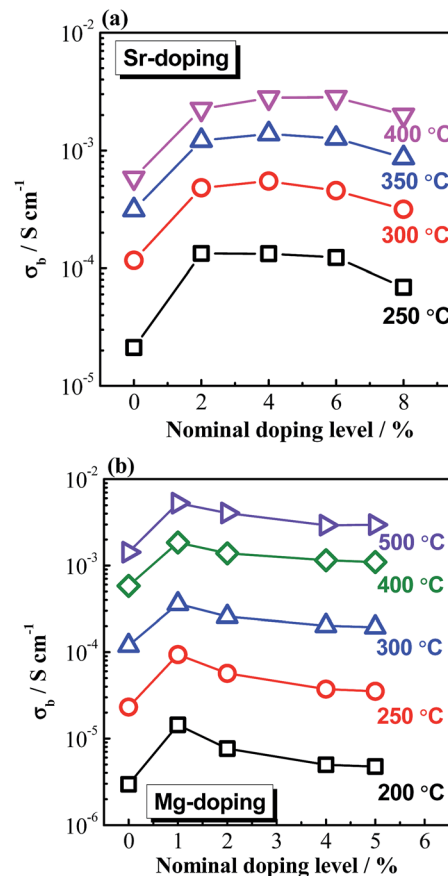 (a)
Sr-doping
10⁻²
10⁻³
10⁻⁴
10⁻⁵
σ_b / S cm⁻¹
400 °C
350 °C
300 °C
250 °C
0 2 4 6 8
Nominal doping level / %
(b)
10⁻²
10⁻³
10⁻⁴
10⁻⁵
10⁻⁶
σ_b / S cm⁻¹
500 °C
400 °C
300 °C
250 °C
200 °C
Mg-doping
0 1 2 3 4 5 6
Nominal doping level / %